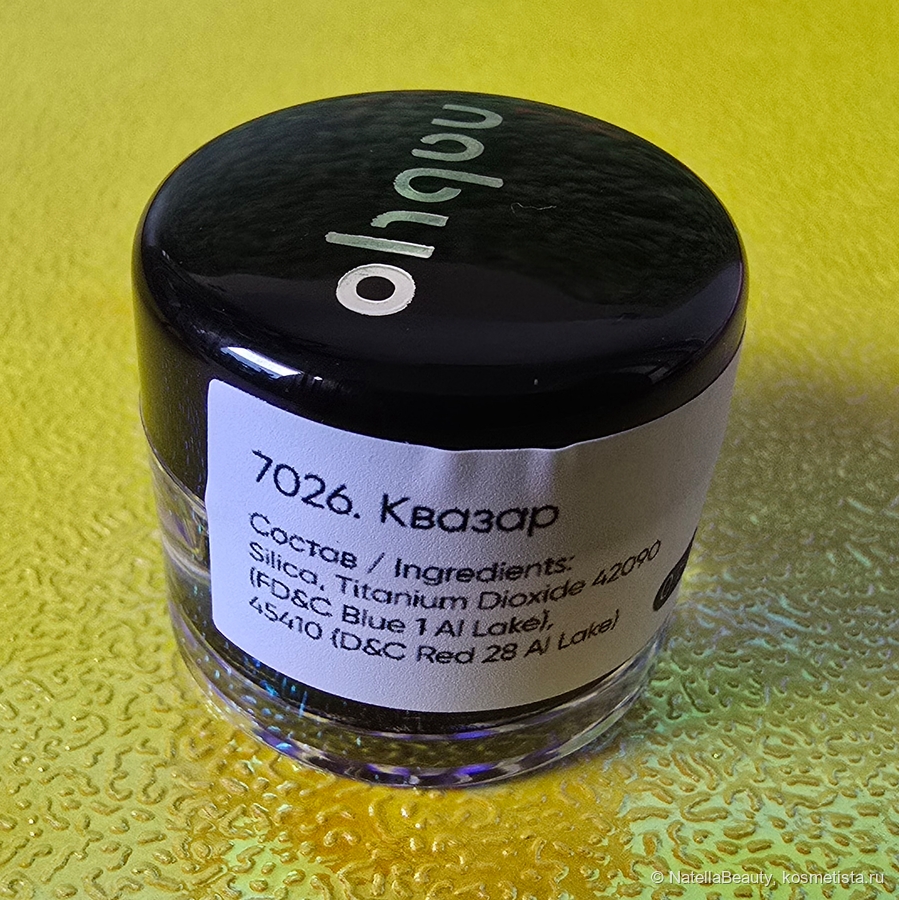 7026. Квазар
Состав / Ingredients:
Silica, Titanium Dioxide 42090
(FD&C Blue 1 Al Lake),
45410 (D&C Red 28 Al Lake)
© NatellaBeauty, kosmetista.ru